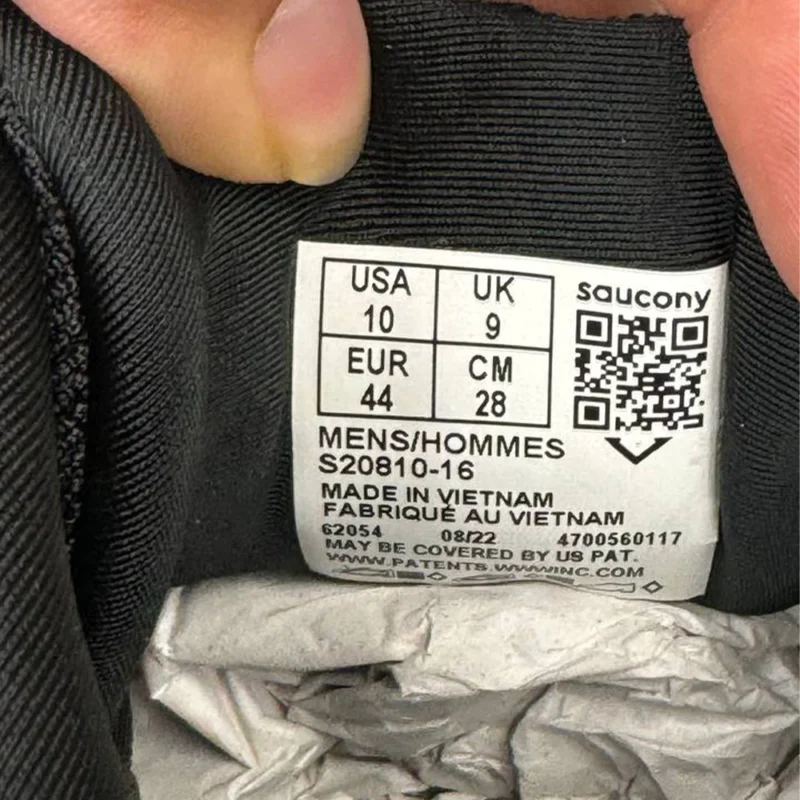 USA 10 UK 9
EUR 44 CM 28
saucony
MENS/HOMMES
S20810-16
MADE IN VIETNAM
FABRIQUÉ AU VIETNAM
62054 08/22 4700560117
MAY BE COVERED BY US PAT.
WWW.PATENTS.WWWINC.COM